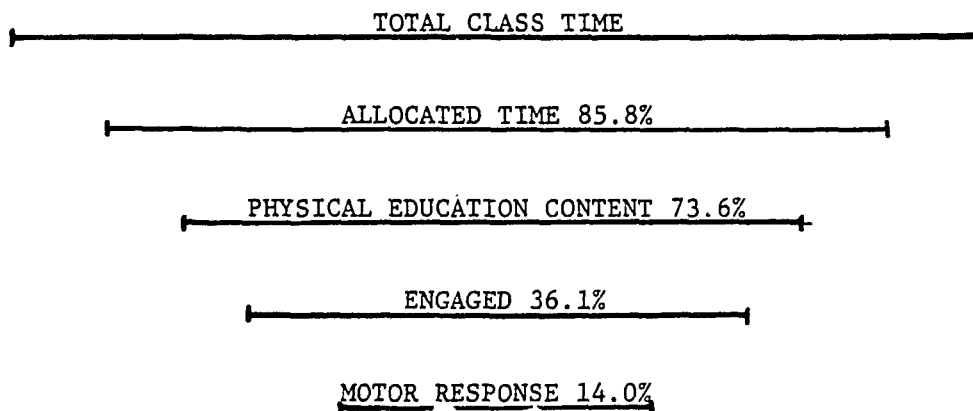 TOTAL CLASS TIME
ALLOCATED TIME 85.8%
PHYSICAL EDUCATION CONTENT 73.6%
ENGAGED 36.1%
MOTOR RESPONSE 14.0%